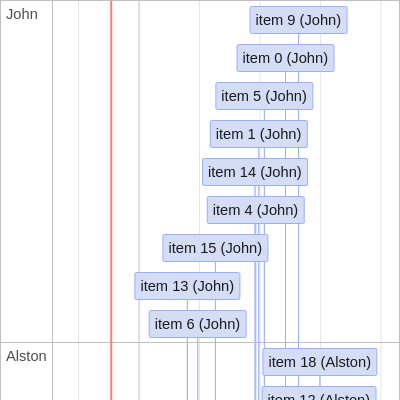 John
item 9 (John)
item 0 (John)
item 5 (John)
item 1 (John)
item 14 (John)
item 4 (John)
item 15 (John)
item 13 (John)
item 6 (John)
Alston
item 18 (Alston)
item 12 (Alston)